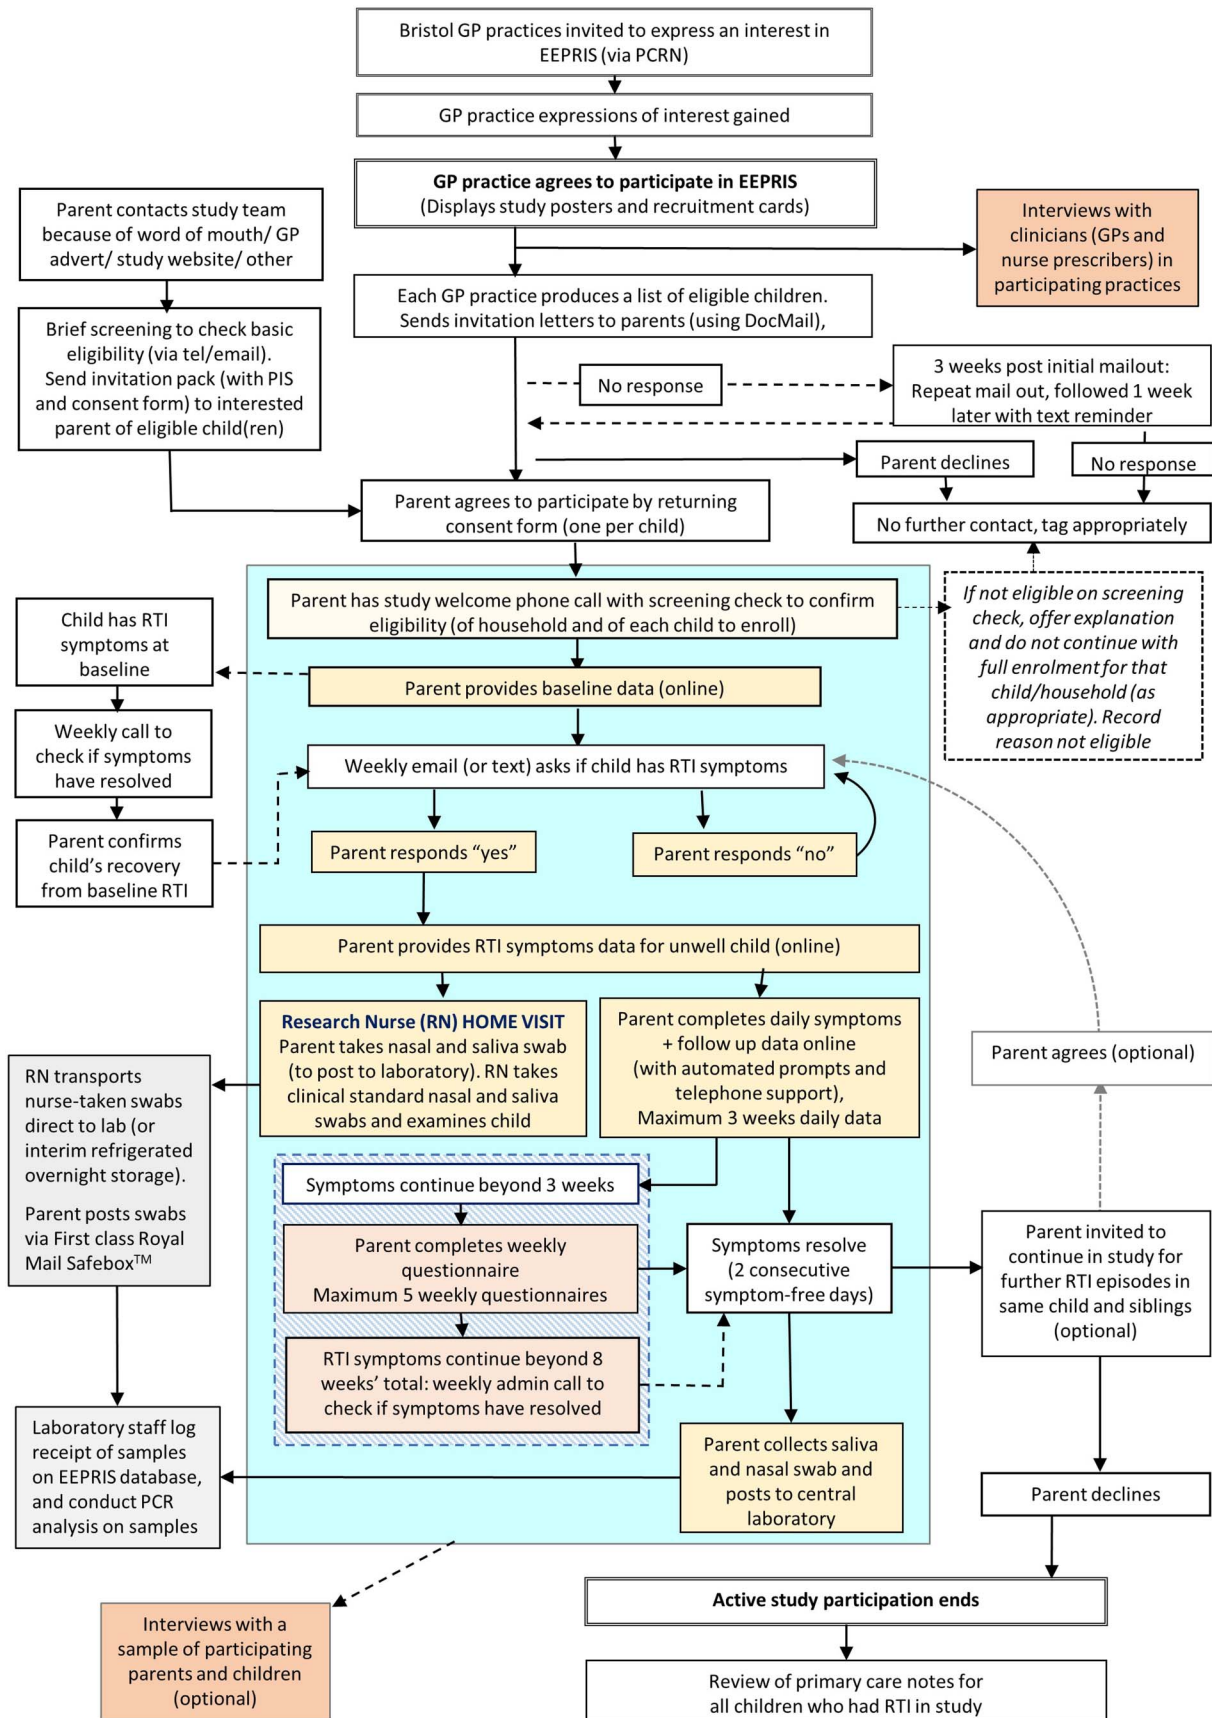 Bristol GP practices invited to express an interest in
EEPRIS (via PCRN)
GP practice expressions of interest gained
GP practice agrees to participate in EEPRIS
(Displays study posters and recruitment cards)
Parent contacts study team
because of word of mouth/ GP
advert/ study website/ other
Interviews with
clinicians (GPs and
nurse prescribers) in
participating practices
Each GP practice produces a list of eligible children.
Sends invitation letters to parents (using DocMail),
Brief screening to check basic
eligibility (via tel/email).
Send invitation pack (with PIS
and consent form) to interested
parent of eligible child(ren)
No response
3 weeks post initial mailout:
Repeat mail out, followed 1 week
later with text reminder
Parent declines
No response
Parent agrees to participate by returning
consent form (one per child)
No further contact, tag appropriately
Parent has study welcome phone call with screening check to confirm
eligibility (of household and of each child to enroll)
If not eligible on screening
check, offer explanation
and do not continue with
full enrolment for that
child/household (as
appropriate). Record
reason not eligible
Child has RTI
symptoms at
baseline
Parent provides baseline data (online)
Weekly call to
check if symptoms
have resolved
Weekly email (or text) asks if child has RTI symptoms
Parent confirms
child's recovery
from baseline RTI
Parent responds “yes”
Parent responds “no”
Parent provides RTI symptoms data for unwell child (online)
Research Nurse (RN) HOME VISIT
Parent takes nasal and saliva swab
(to post to laboratory). RN takes
clinical standard nasal and saliva
swabs and examines child
Parent completes daily symptoms
+ follow up data online
(with automated prompts and
telephone support),
Maximum 3 weeks daily data
Parent agrees (optional)
RN transports
nurse-taken swabs
direct to lab (or
interim refrigerated
overnight storage).
Parent posts swabs
via First class Royal
Mail Safebox™
Symptoms continue beyond 3 weeks
Parent completes weekly
questionnaire
Maximum 5 weekly questionnaires
Symptoms resolve
(2 consecutive
symptom-free days)
Parent invited to
continue in study for
further RTI episodes in
same child and siblings
(optional)
RTI symptoms continue beyond 8
weeks’ total: weekly admin call to
check if symptoms have resolved
Laboratory staff log
receipt of samples
on EEPRIS database,
and conduct PCR
analysis on samples
Parent collects saliva
and nasal swab and
posts to central
laboratory
Parent declines
Active study participation ends
Interviews with a
sample of participating
parents and children
(optional)
Review of primary care notes for
all children who had RTI in study